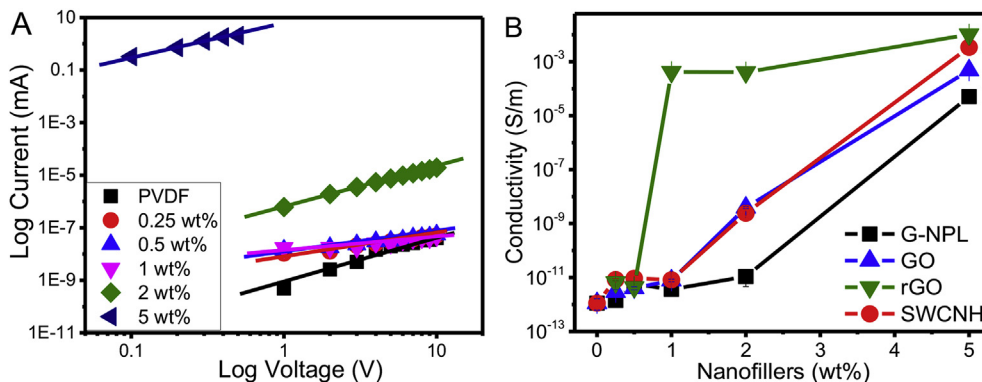 A
Log Current (mA)
10
0.1
1E-3
1E-5
1E-7
1E-9
1E-11
PVDF
0.25 wt%
0.5 wt%
1 wt%
2 wt%
5 wt%
0.1
1
10
Log Voltage (V)
B
Conductivity (S/m)
10-3
10-5
10-7
10-9
10-11
10-13
G-NPL
GO
rGO
SWCNH
0
1
2
3
4
5
Nanofillers (wt%)